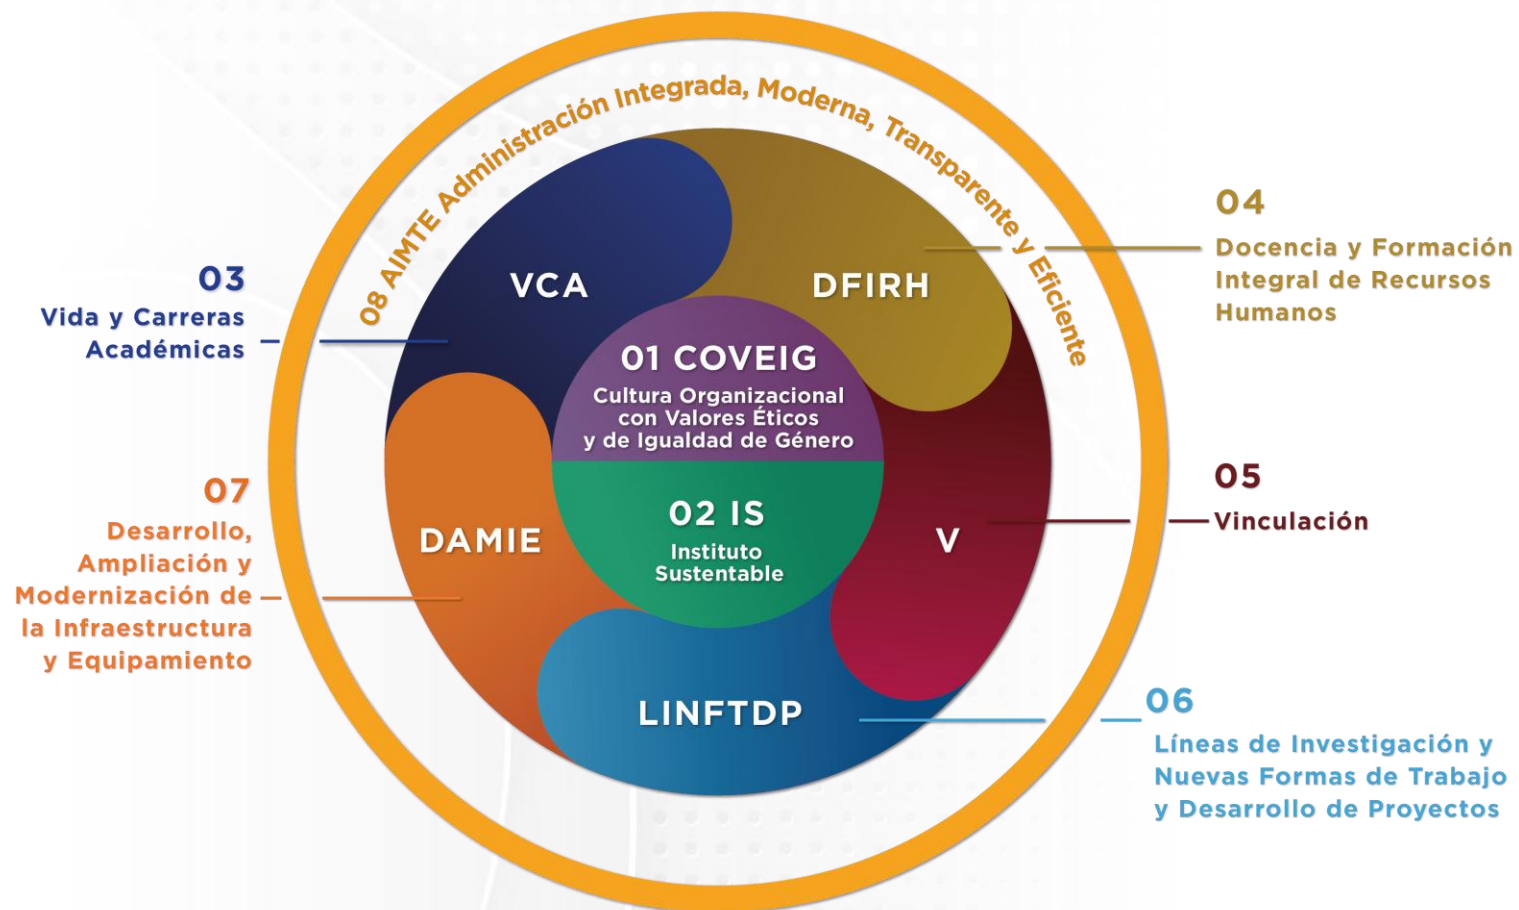 08 AIMTE Administración Integrada, Moderna, Transparente y Eficiente
01 COVEIG
Cultura Organizacional
con Valores Éticos
y de Igualdad de Género
02 IS
Instituto
Sustentable
VCA
03
Vida y Carreras
Académicas
DFIRH
04
Docencia y Formación
Integral de Recursos
Humanos
V
05
Vinculación
LINFTDP
06
Líneas de Investigación y
Nuevas Formas de Trabajo
y Desarrollo de Proyectos
DAMIE
07
Desarrollo,
Ampliación y
Modernización de
la Infraestructura
y Equipamiento